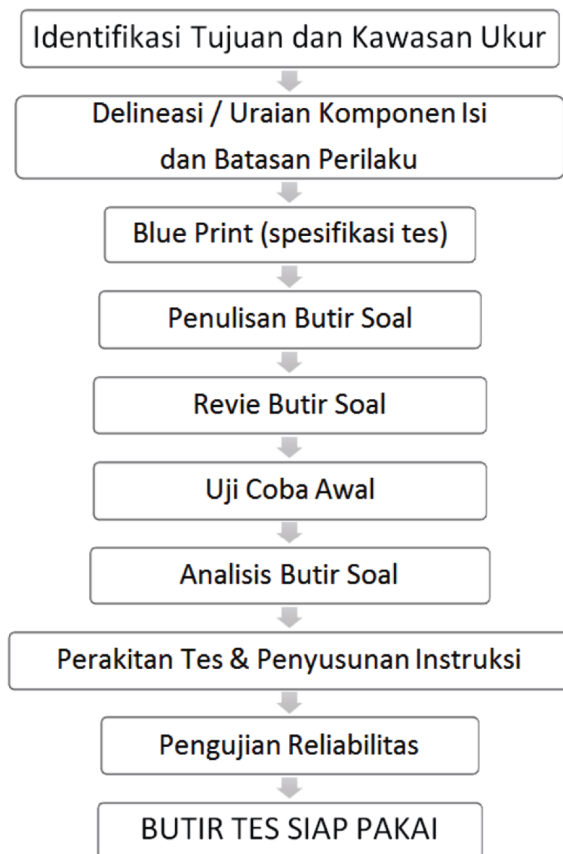 Identifikasi Tujuan dan Kawasan Ukur
Delineasi / Uraian Komponen Isi
dan Batasan Perilaku
Blue Print (spesifikasi tes)
Penulisan Butir Soal
Revie Butir Soal
Uji Coba Awal
Analisis Butir Soal
Perakitan Tes & Penyusunan Instruksi
Pengujian Reliabilitas
BUTIR TES SIAP PAKAI